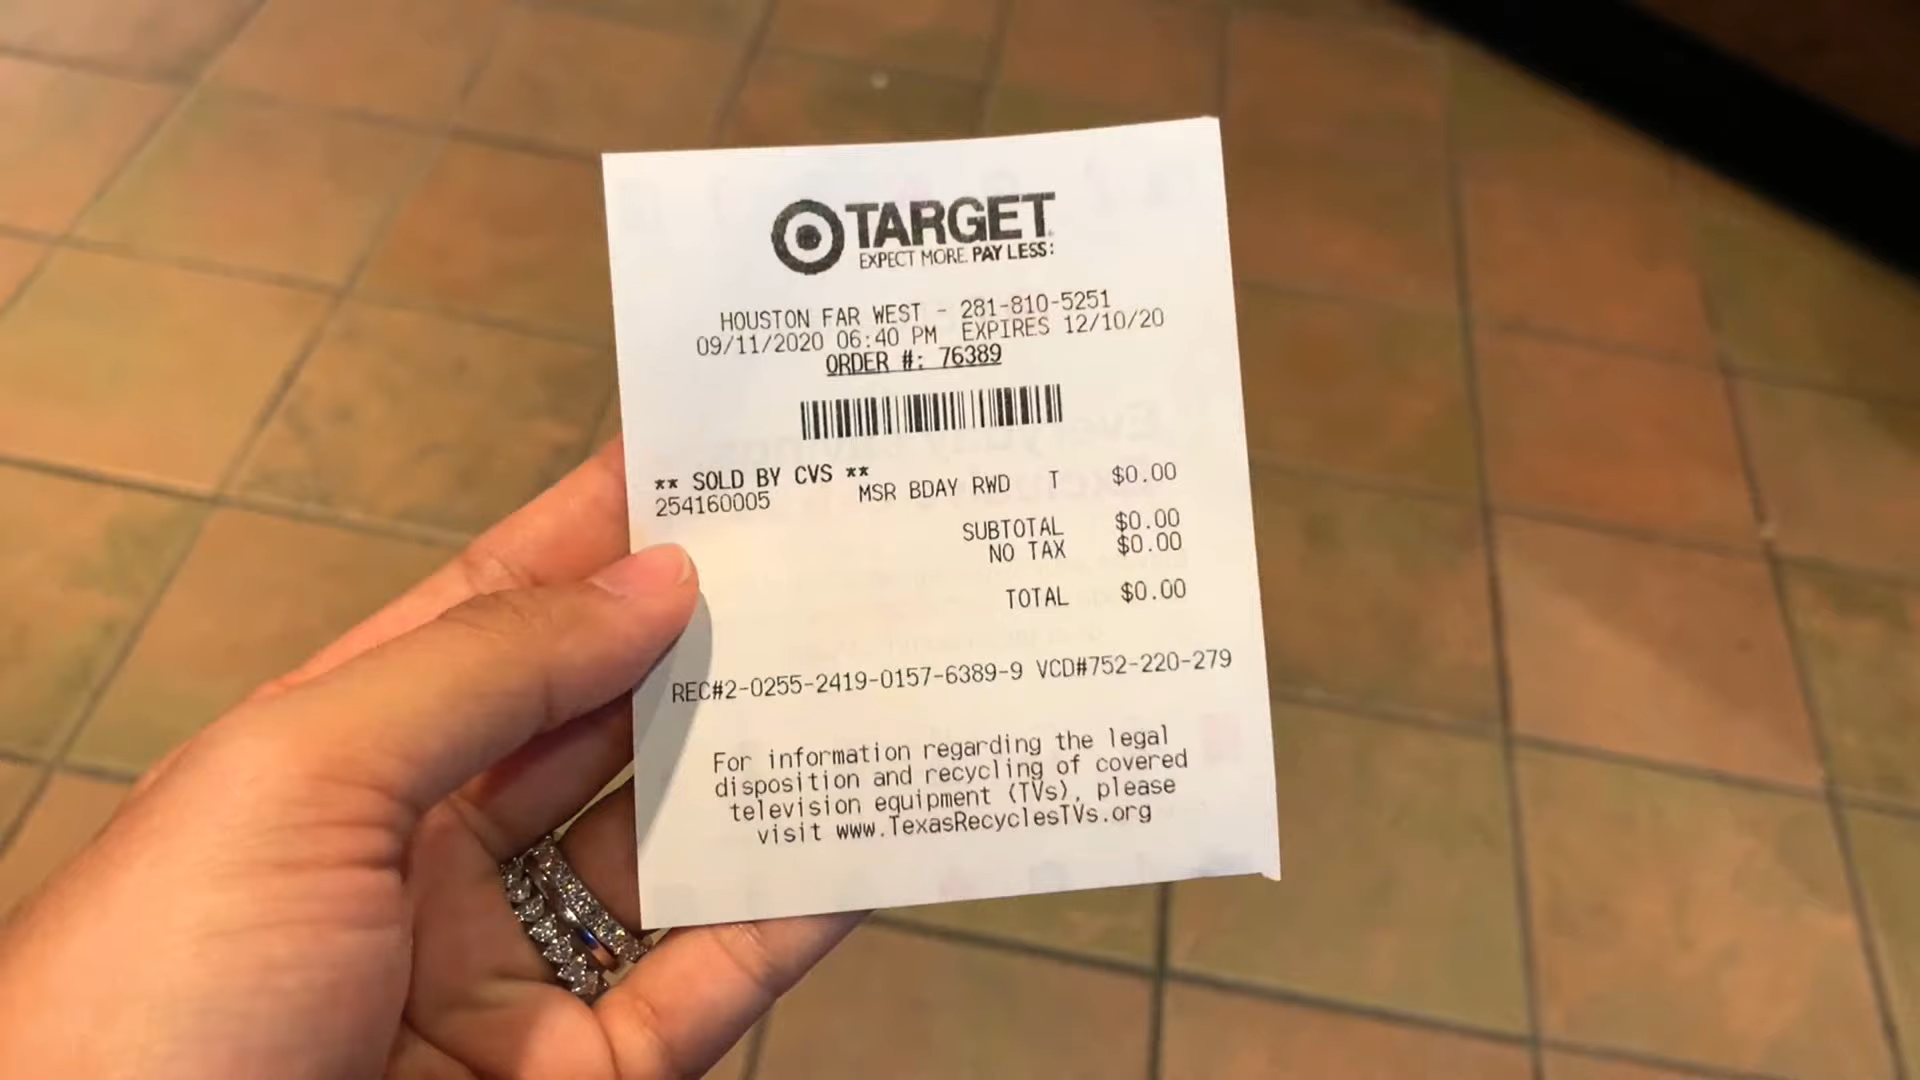 TARGET
EXPECT MORE. PAY LESS:
HOUSTON FAR WEST - 281-810-5251
09/11/2020 06:40 PM EXPIRES 12/10/20
ORDER #: 76389
** SOLD BY CVS **
254160005 MSR BDAY RWD T $0.00
SUBTOTAL $0.00
NO TAX $0.00
TOTAL $0.00
REC#2-0255-2419-0157-6389-9 VCD#752-220-279
For information regarding the legal
disposition and recycling of covered
television equipment (TVs), please
visit www.TexasRecyclesTVs.org